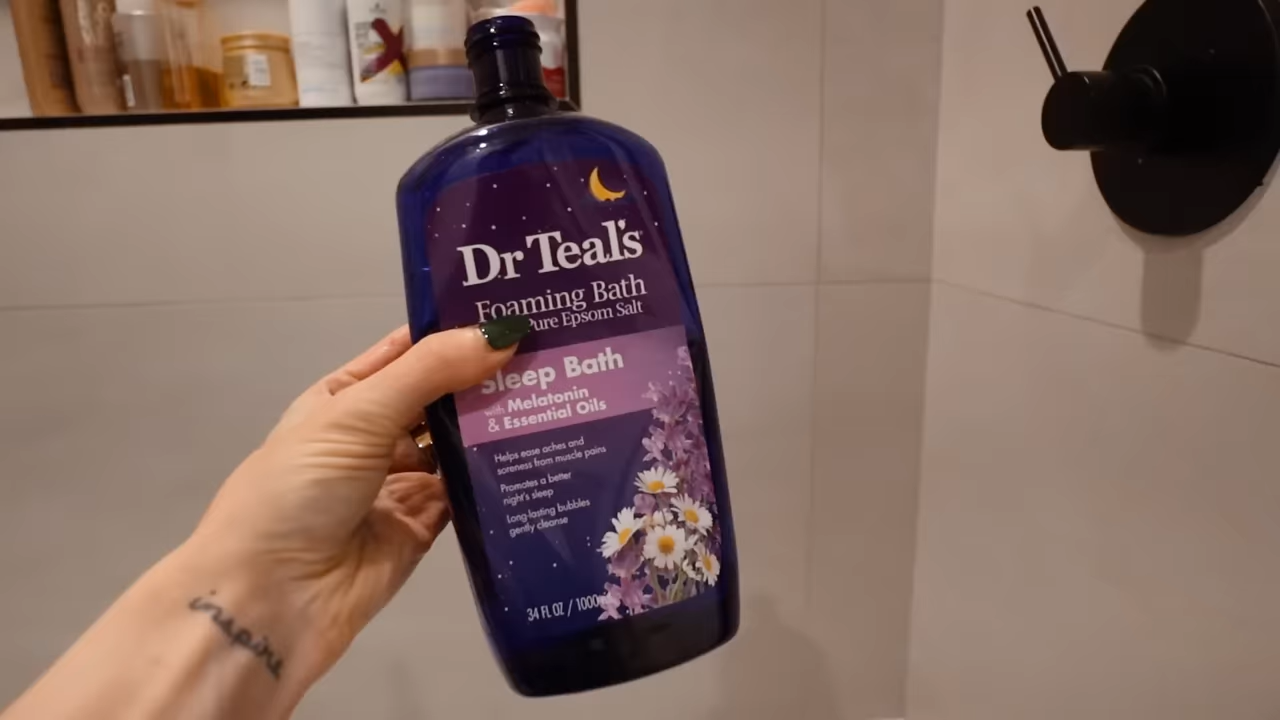 Dr Teal's
Foaming Bath
Pure Epsom Salt
Sleep Bath
with Melatonin
& Essential Oils
Helps ease aches and
soreness from muscle pains
Promotes a better
night's sleep
Long-lasting bubbles
gently cleanse
34 FL OZ / 1000
inspire